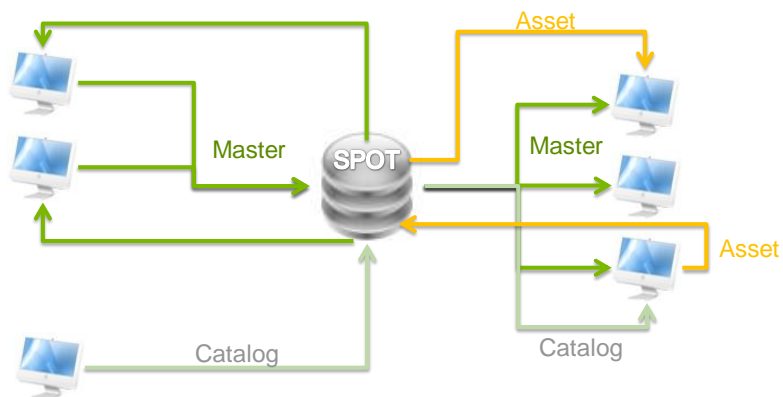 Asset
Master
SPOT
Master
Asset
Catalog
Catalog